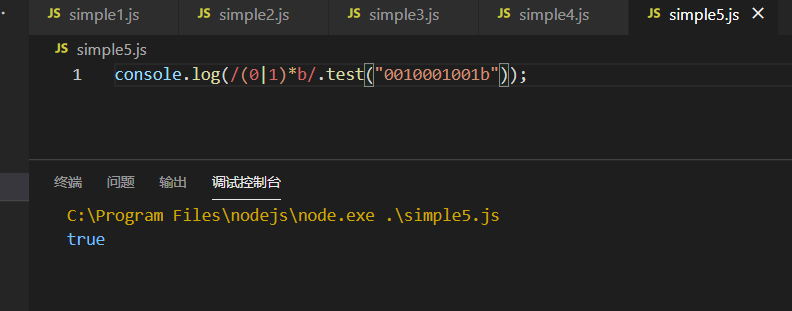 JS simple1.js JS simple2.js JS simple3.js JS simple4.js JS simple5.js ×
JS simple5.js
1 console.log(/(0|1)*b/.test("0010001001b"));
终端 问题 输出 调试控制台
C:\Program Files\nodejs\node.exe .\simple5.js
true